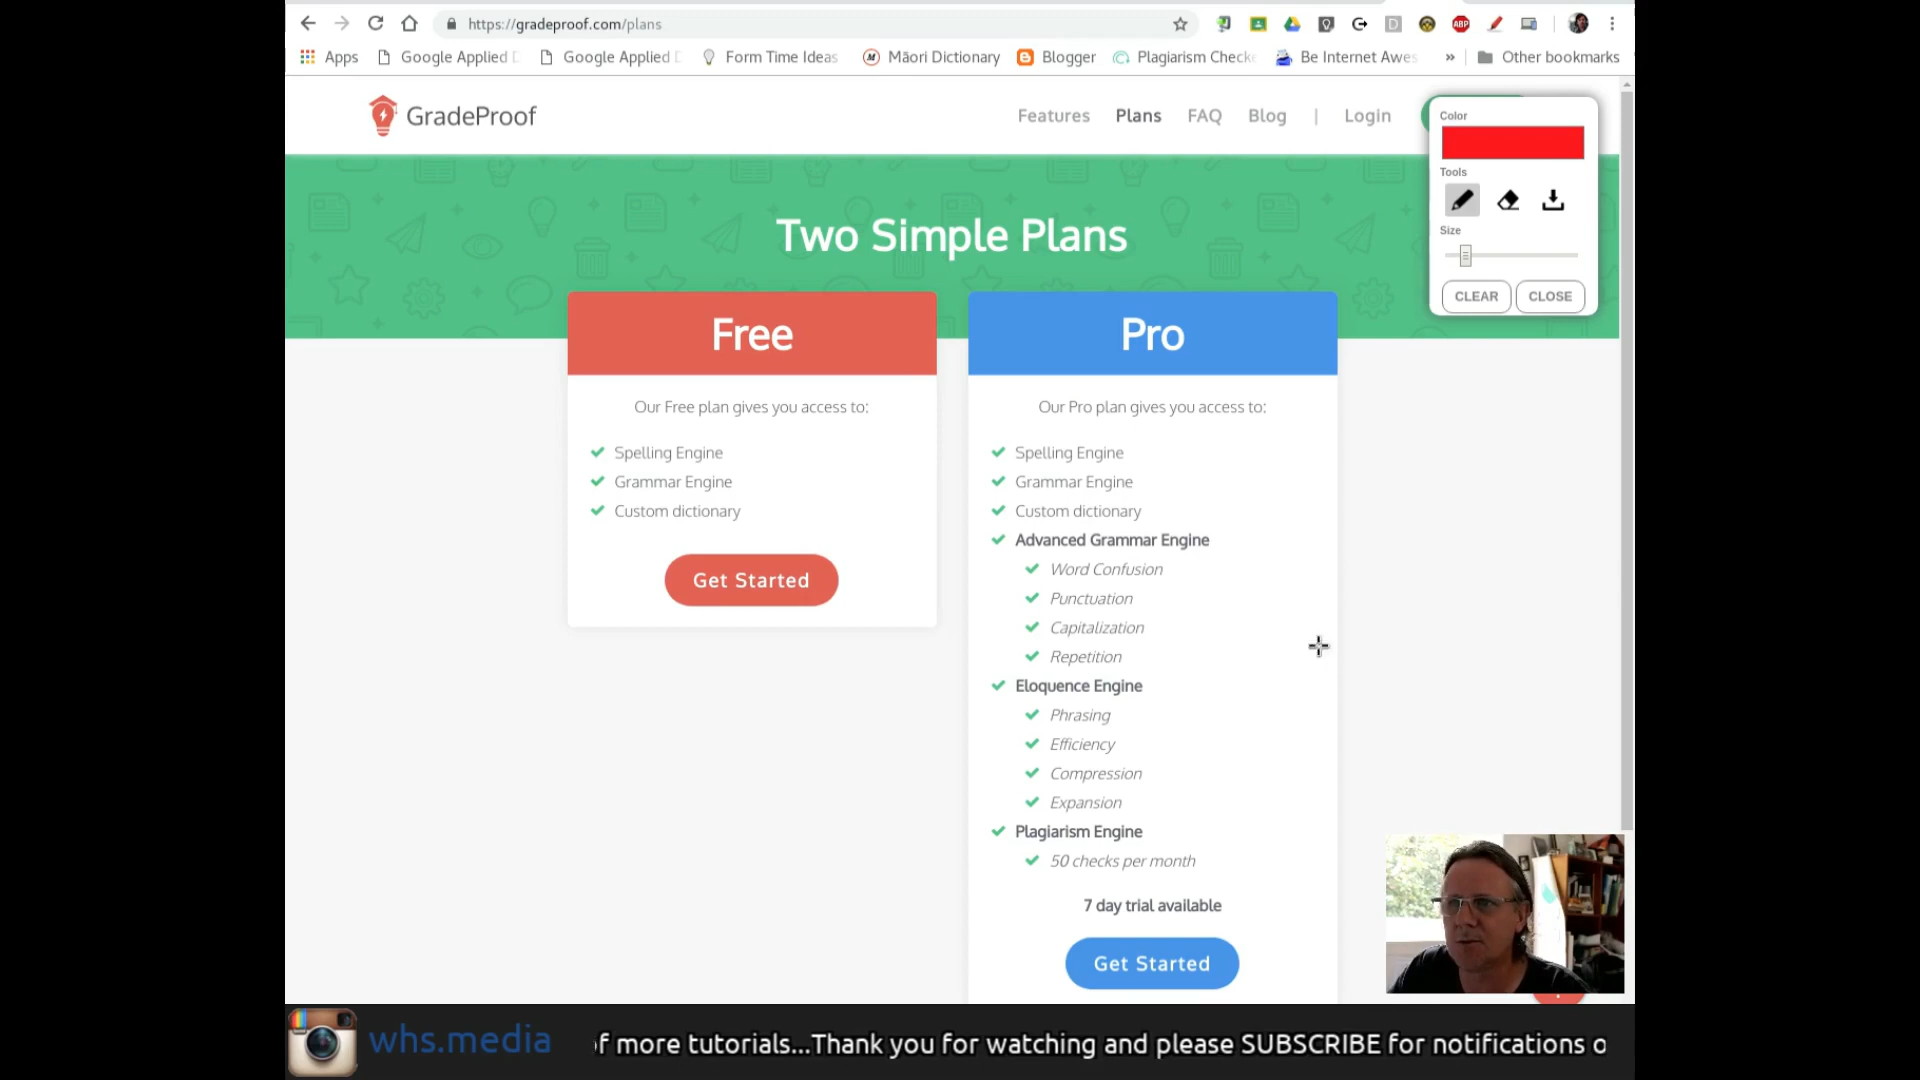 https://gradeproof.com/plans
ABP
Apps
Google Applied D
Google Applied D
Form Time Ideas
Māori Dictionary
Blogger
Plagiarism Checke
Be Internet Awes
»
Other bookmarks
GradeProof
Features
Plans
FAQ
Blog
|
Login
Color
Tools
Size
CLEAR
CLOSE
Two Simple Plans
Free
Our Free plan gives you access to:
Spelling Engine
Grammar Engine
Custom dictionary
Get Started
Pro
Our Pro plan gives you access to:
Spelling Engine
Grammar Engine
Custom dictionary
Advanced Grammar Engine
Word Confusion
Punctuation
Capitalization
Repetition
Eloquence Engine
Phrasing
Efficiency
Compression
Expansion
Plagiarism Engine
50 checks per month
7 day trial available
Get Started
whs.media
f more tutorials...Thank you for watching and please SUBSCRIBE for notifications o